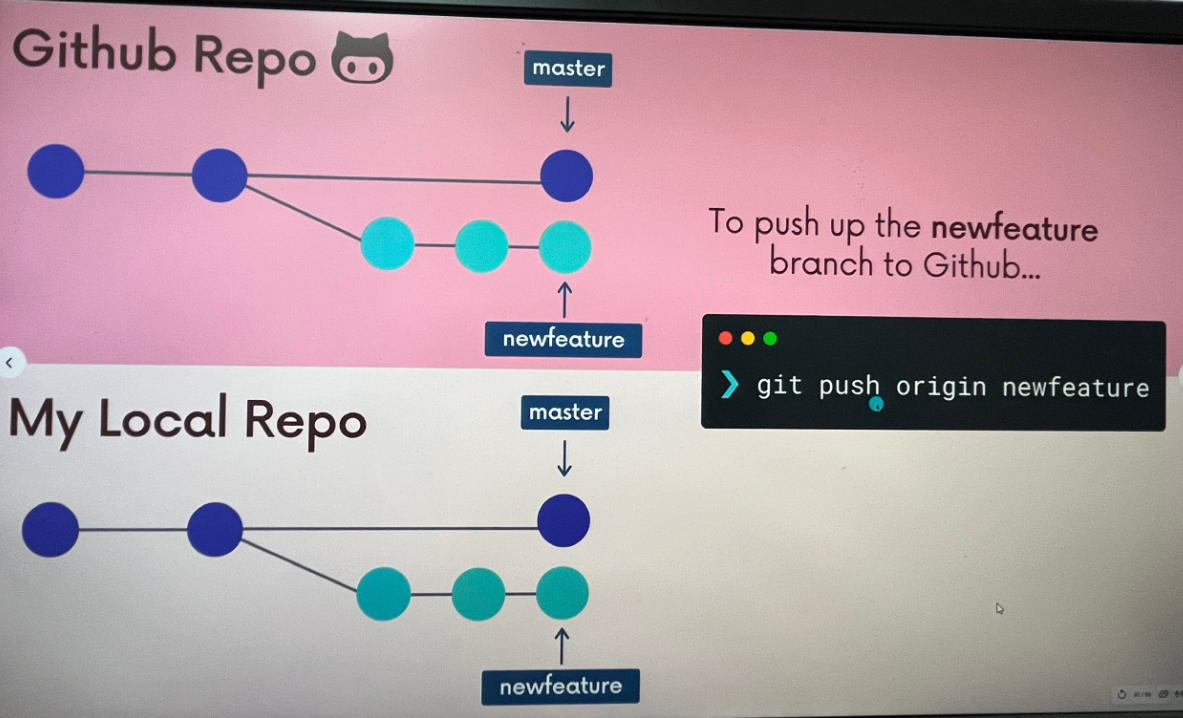 Github Repo
master
newfeature
To push up the newfeature
branch to Github...
❯ git push origin newfeature
My Local Repo
master
newfeature